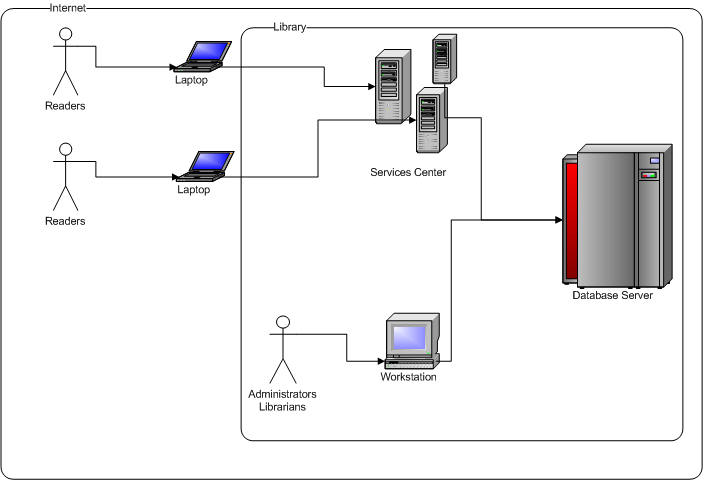 Internet
Library
Laptop
Readers
Services Center
Laptop
Readers
Database Server
Workstation
Administrators
Librarians